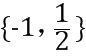 {-1, 1/2}